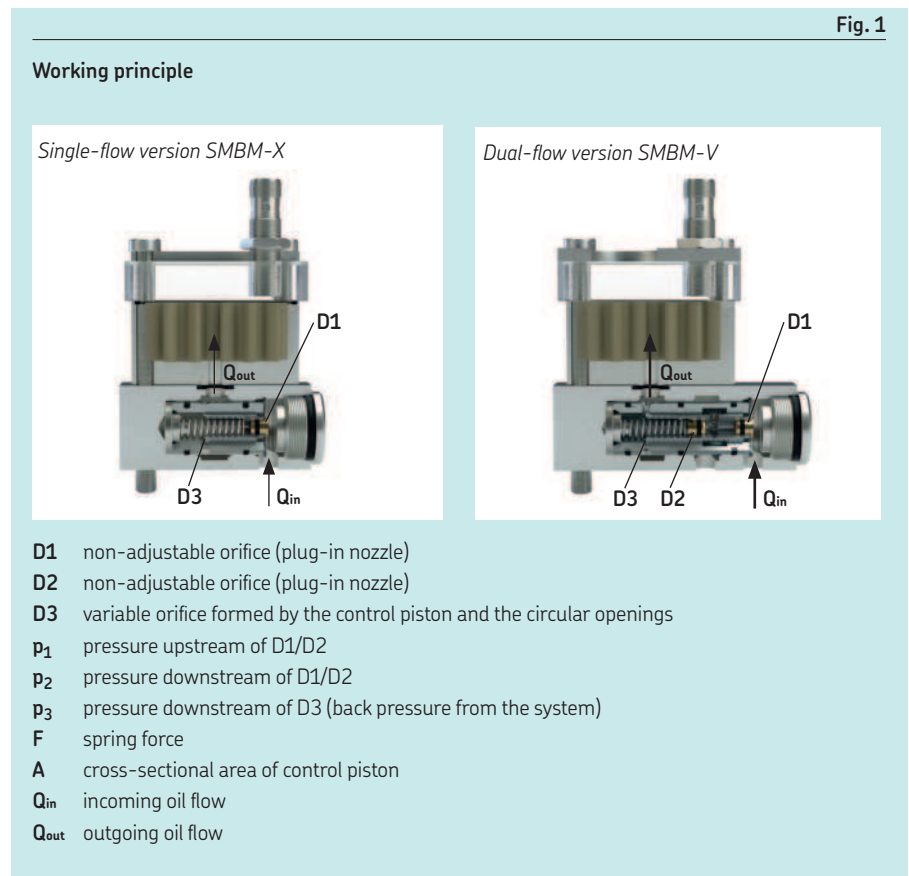 Fig. 1
Working principle
Single-flow version SMBM-X
D1
Qout
D3
Qin
Dual-flow version SMBM-V
D1
Qout
D3 D2 Qin
D1 non-adjustable orifice (plug-in nozzle)
D2 non-adjustable orifice (plug-in nozzle)
D3 variable orifice formed by the control piston and the circular openings
p1 pressure upstream of D1/D2
p2 pressure downstream of D1/D2
p3 pressure downstream of D3 (back pressure from the system)
F spring force
A cross-sectional area of control piston
Qin incoming oil flow
Qout outgoing oil flow